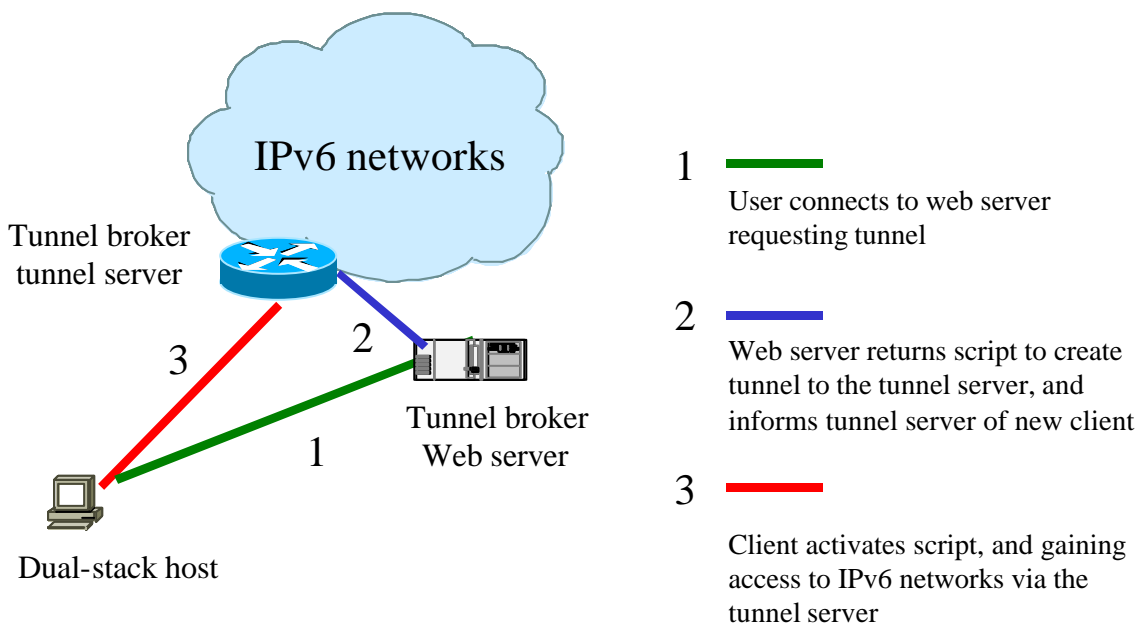 IPv6 networks
Tunnel broker
tunnel server
3
2
1
Tunnel broker
Web server
Dual-stack host
1
User connects to web server
requesting tunnel
2
Web server returns script to create
tunnel to the tunnel server, and
informs tunnel server of new client
3
Client activates script, and gaining
access to IPv6 networks via the
tunnel server